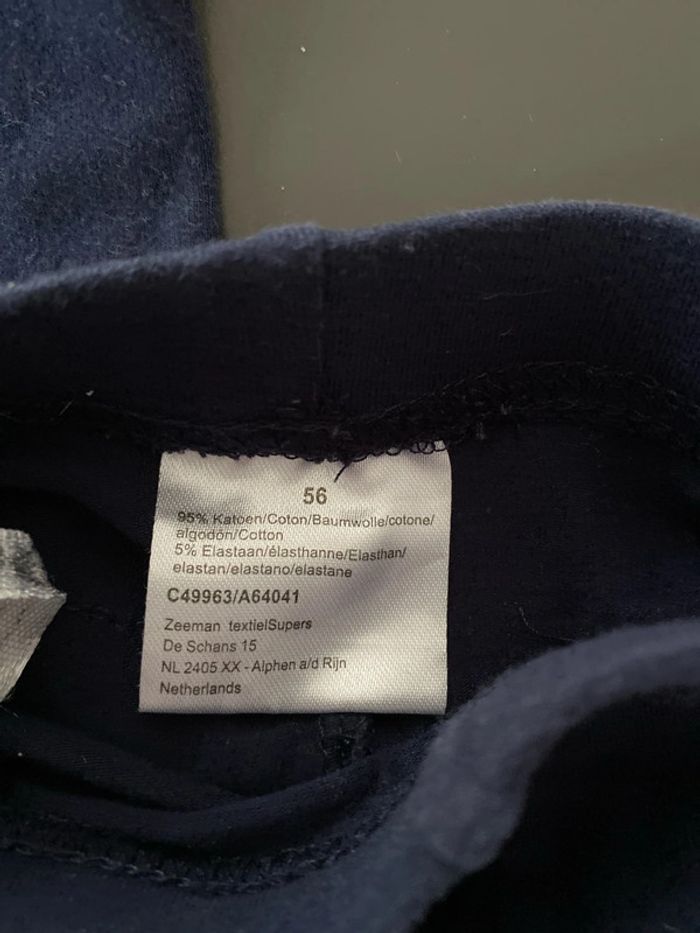 56
95% Katoen/Coton/Baumwolle/cotone/
algodón/Cotton
5% Elastaan/élasthanne/Elasthan/
elastan/elastano/elastane
C49963/A64041
Zeeman textielSupers
De Schans 15
NL 2405 XX - Alphen a/d Rijn
Netherlands